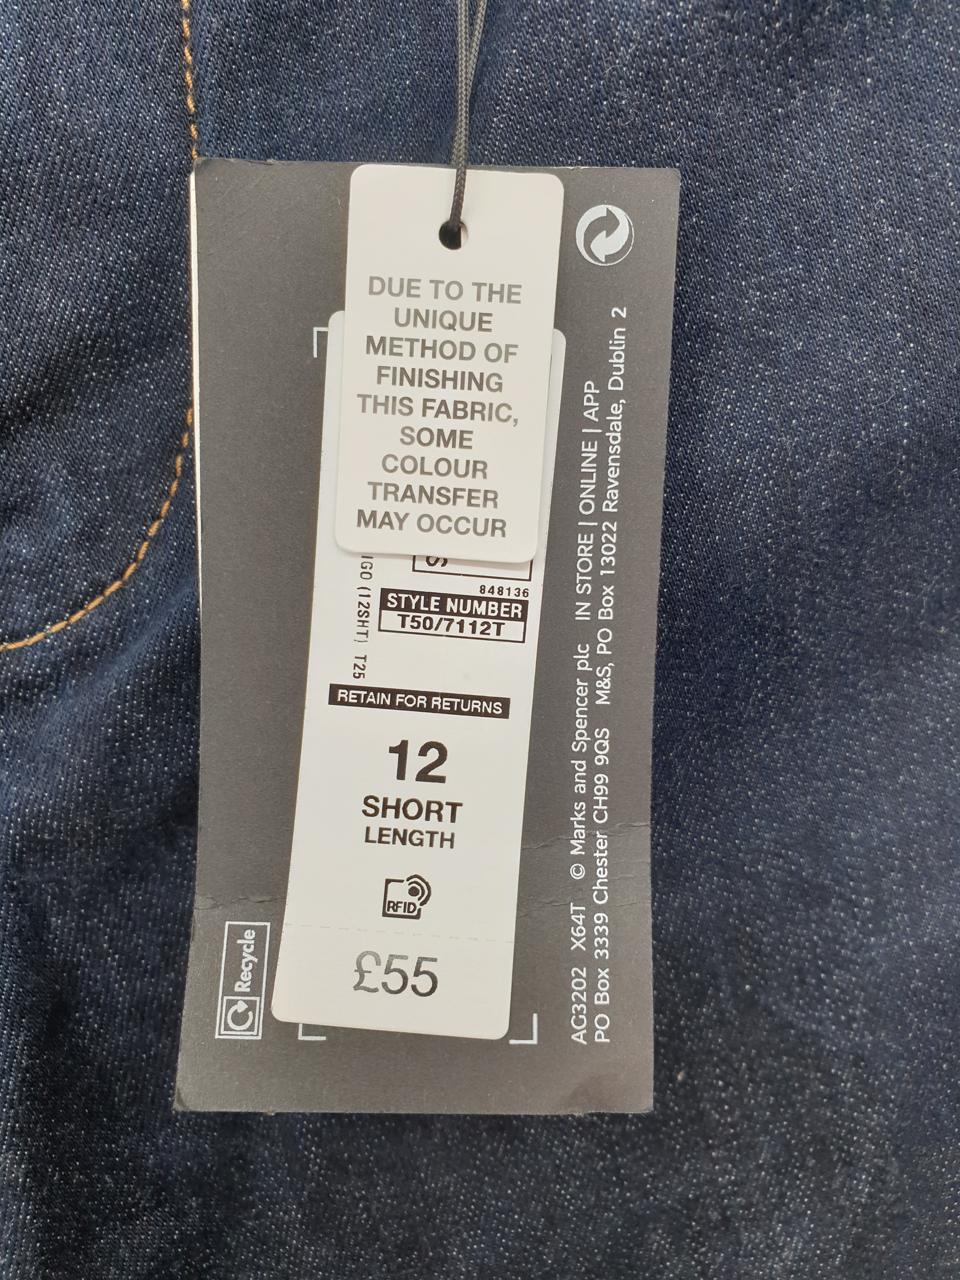 DUE TO THE
UNIQUE
METHOD OF
FINISHING
THIS FABRIC,
SOME
COLOUR
TRANSFER
MAY OCCUR
S
848136
STYLE NUMBER
T50/7112T
IGO (12SHT) T25
RETAIN FOR RETURNS
12
SHORT
LENGTH
RFID
£55
Recycle
AG3202 X64T © Marks and Spencer plc IN STORE | ONLINE | APP
PO Box 3339 Chester CH99 9QS M&S, PO Box 13022 Ravensdale, Dublin 2